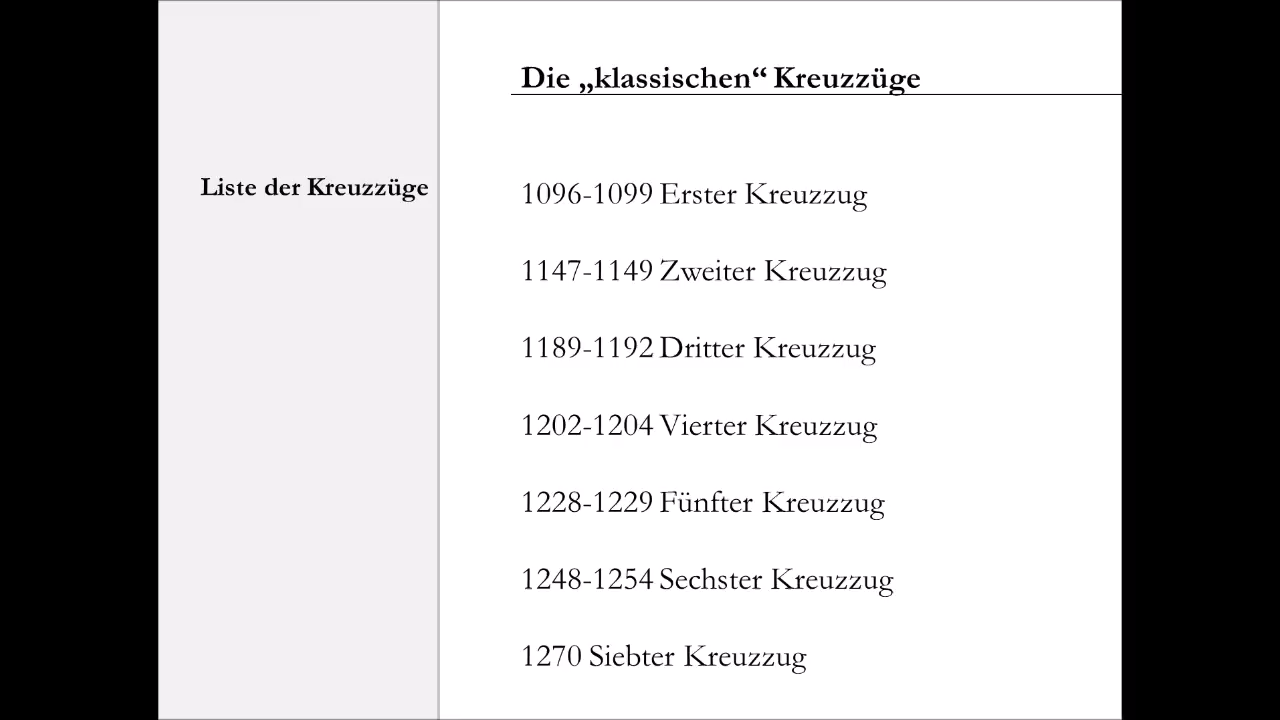 Die „klassischen“ Kreuzzüge
Liste der Kreuzzüge
1096-1099 Erster Kreuzzug
1147-1149 Zweiter Kreuzzug
1189-1192 Dritter Kreuzzug
1202-1204 Vierter Kreuzzug
1228-1229 Fünfter Kreuzzug
1248-1254 Sechster Kreuzzug
1270 Siebter Kreuzzug